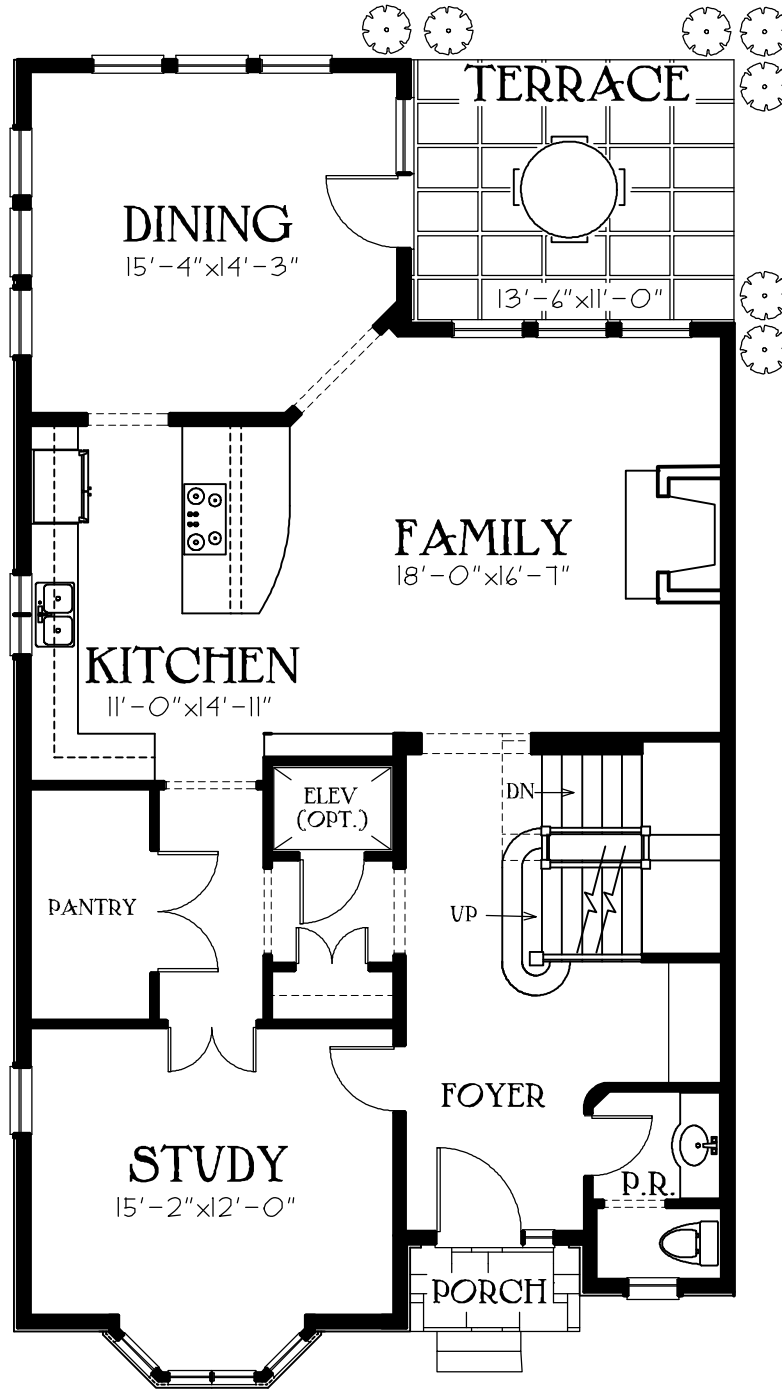 TERRACE
13'-6"x11'-0"
DINING
15'-4"x14'-3"
FAMILY
18'-0"x16'-7"
KITCHEN
11'-0"x14'-11"
ELEV
(OPT.)
DN
PANTRY
UP
FOYER
STUDY
15'-2"x12'-0"
P.R.
PORCH